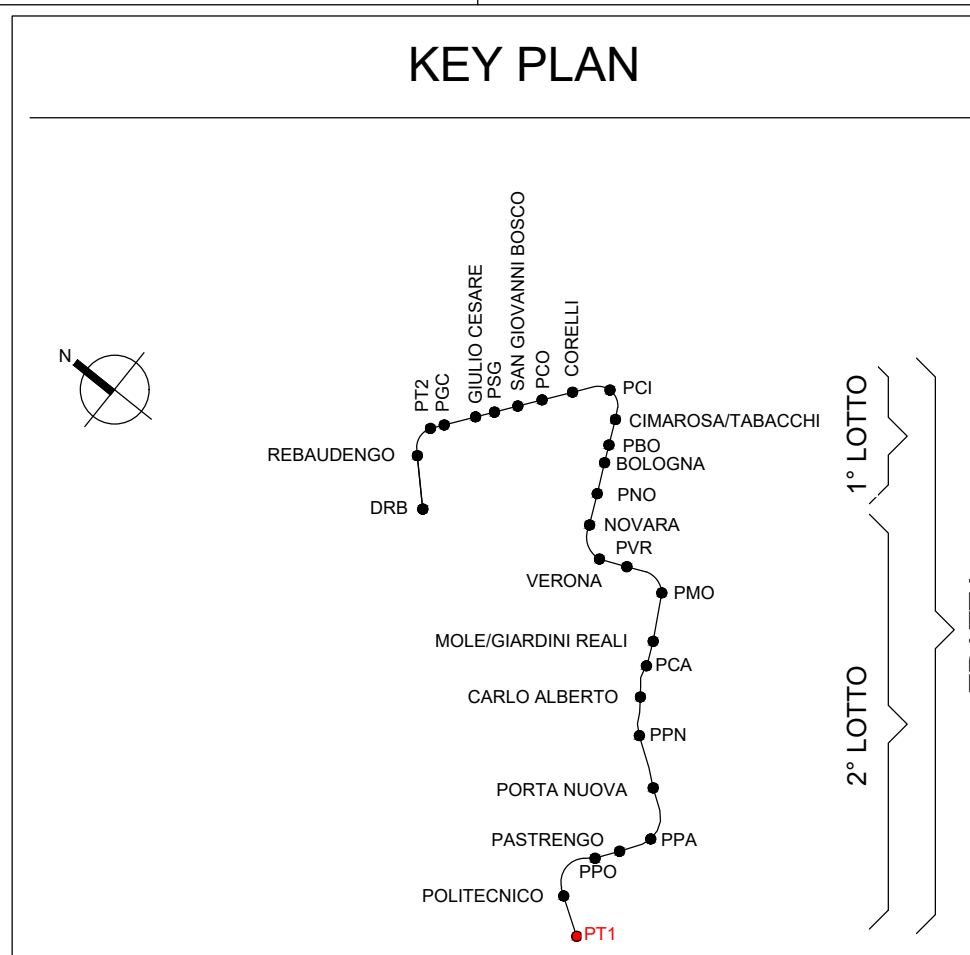 KEY PLAN
N
REBAUDENGO
DRB
PT2
PGC
GIULIO CESARE
PSG
SAN GIOVANNI BOSCO
PCO
CORELLI
PCI
CIMAROSA/TABACCHI
PBO
BOLOGNA
PNO
NOVARA
PVR
VERONA
PMO
MOLE/GIARDINI REALI
PCA
CARLO ALBERTO
PPN
PORTA NUOVA
PASTRENGO
PPA
PPO
POLITECNICO
PT1
1° LOTTO
2° LOTTO